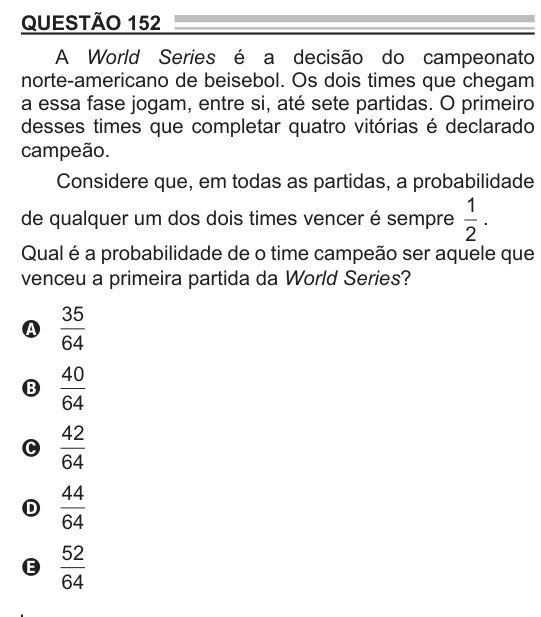 QUESTÃO 152
A World Series é a decisão do campeonato
norte-americano de beisebol. Os dois times que chegam
a essa fase jogam, entre si, até sete partidas. O primeiro
desses times que completar quatro vitórias é declarado
campeão.
Considere que, em todas as partidas, a probabilidade
de qualquer um dos dois times vencer é sempre 1/2 .
Qual é a probabilidade de o time campeão ser aquele que
venceu a primeira partida da World Series?
A 35/64
B 40/64
C 42/64
D 44/64
E 52/64